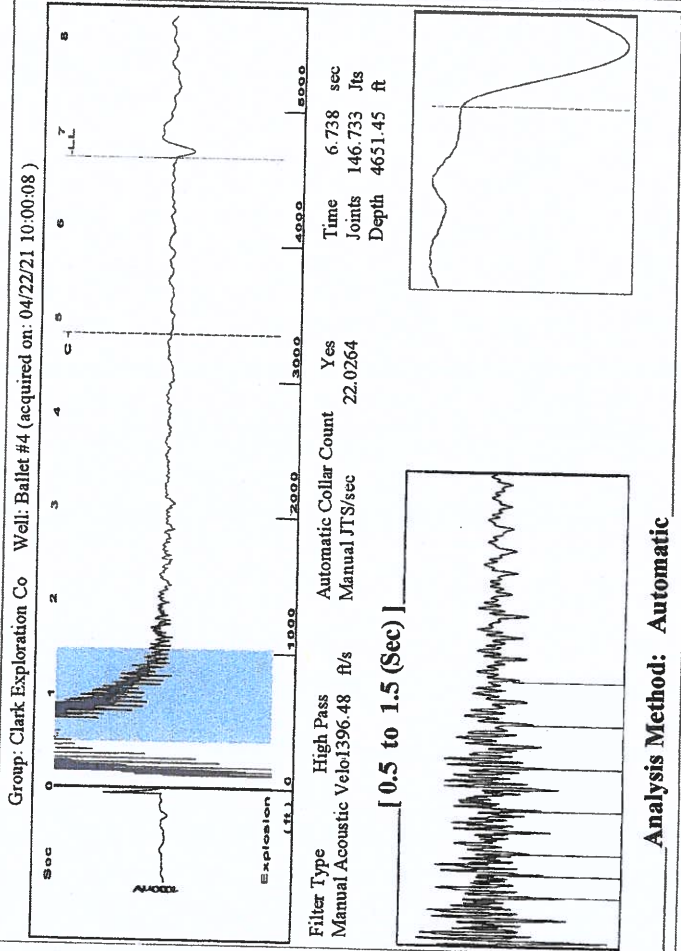 Group: Clark Exploration Co Well: Ballet #4 (acquired on: 04/22/21 10:00:08 )
Sec 0 1 2 3 4 5 6 7 8
C
LL
Explosion
(ft) 0 1000 2000 3000 4000 5000
Filter Type High Pass Automatic Collar Count Yes Time 6.738 sec
Manual Acoustic Velo 1396.48 ft/s Manual JTS/sec 22.0264 Joints 146.733 Jts
Depth 4651.45 ft
[ 0.5 to 1.5 (Sec) ]
Analysis Method: Automatic